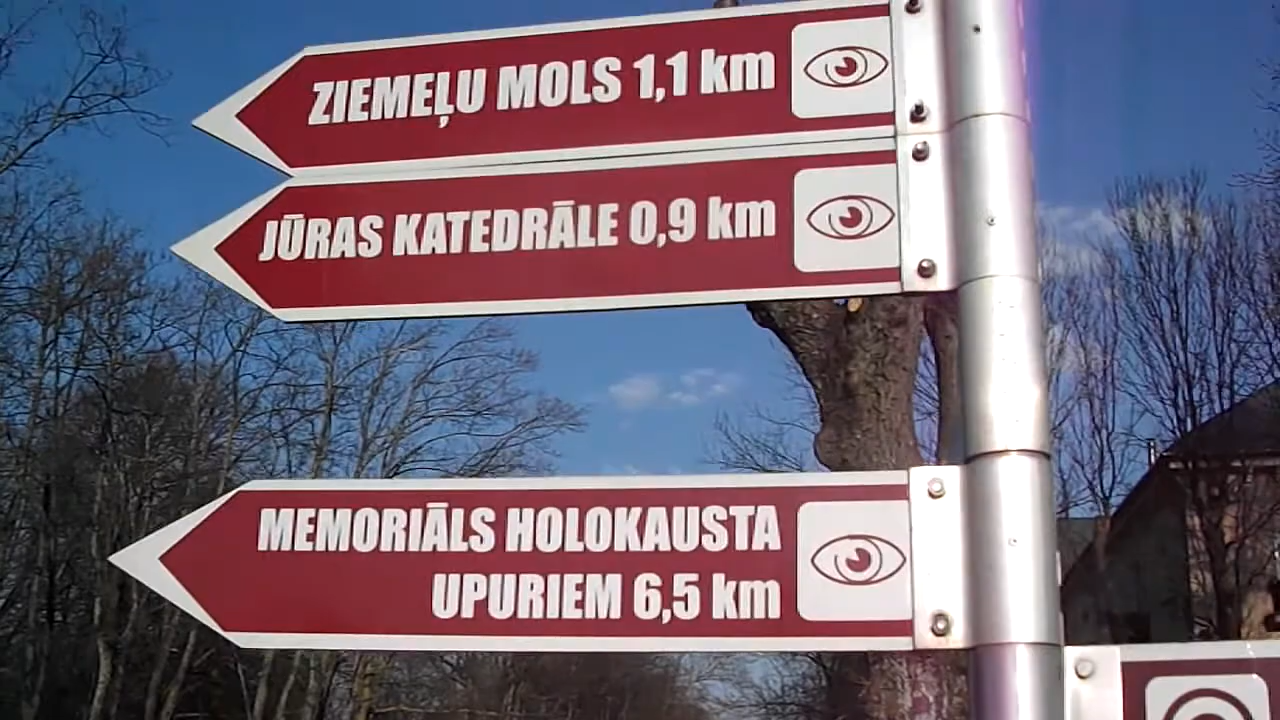 ZIEMEĻU MOLS 1,1 km
JŪRAS KATEDRĀLE 0,9 km
MEMORIĀLS HOLOKAUSTA
UPURIEM 6,5 km